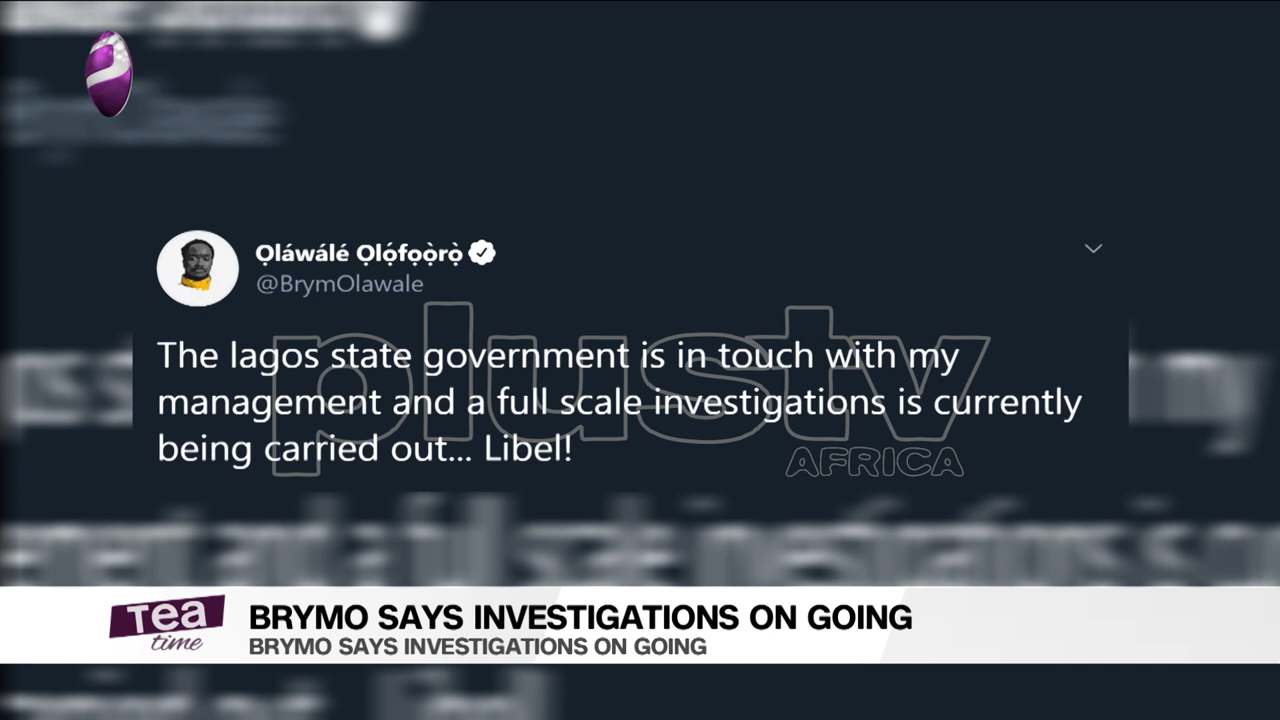 Ọláwálé Ọlọ́fọọ̀rọ̀
@BrymOlawale
The lagos state government is in touch with my
management and a full scale investigations is currently
being carried out... Libel!
plustv
AFRICA
Tea
time
BRYMO SAYS INVESTIGATIONS ON GOING
BRYMO SAYS INVESTIGATIONS ON GOING